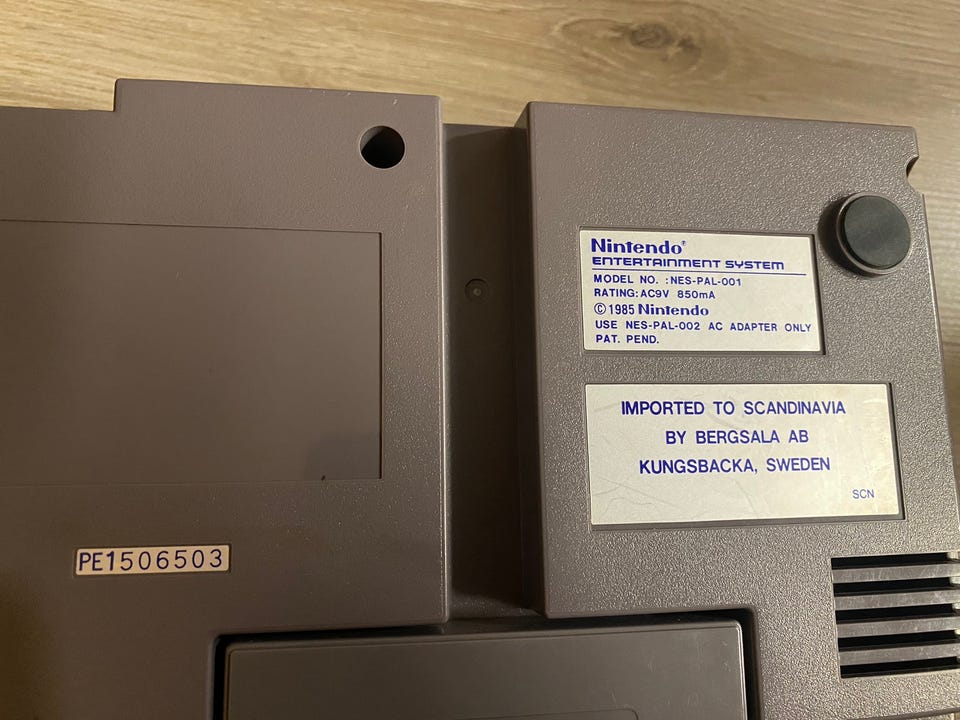 Nintendo®
ENTERTAINMENT SYSTEM
MODEL NO. :NES-PAL-001
RATING:AC9V 850mA
©1985 Nintendo
USE NES-PAL-002 AC ADAPTER ONLY
PAT. PEND.
IMPORTED TO SCANDINAVIA
BY BERGSALA AB
KUNGSBACKA, SWEDEN
SCN
PE1506503